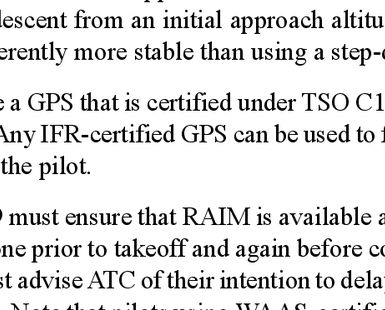 descent from an initial approach altitu
erently more stable than using a step-
e a GPS that is certified under TSO C1
Any IFR-certified GPS can be used to f
the pilot.
must ensure that RAIM is available a
one prior to takeoff and again before co
st advise ATC of their intention to delay
Note that pilots using WAAS-certifi